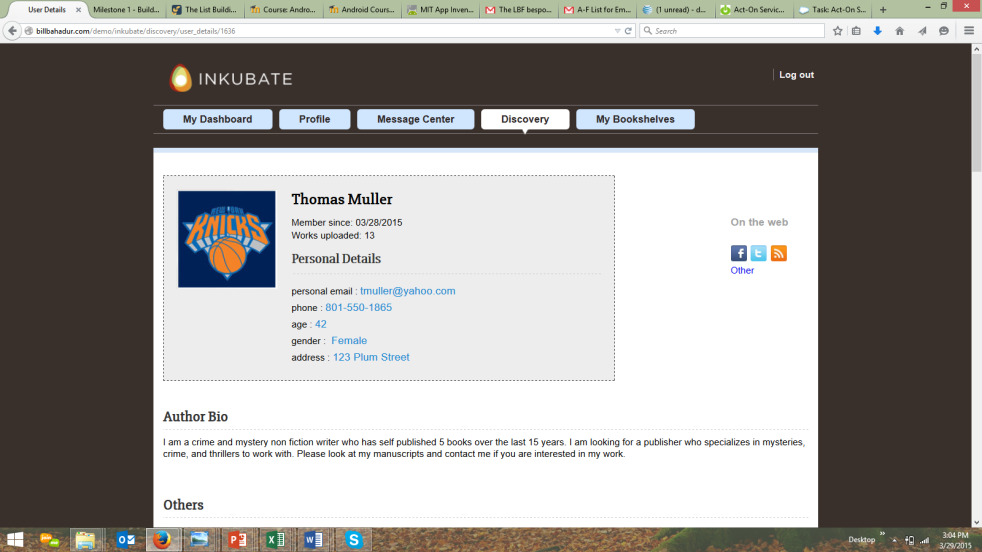 User Details
Milestone 1 - Build...
The List Buildi...
Course: Andro...
Android Cours...
MIT App Inven...
The LBF bespo...
A-F List for Em...
(1 unread) - d...
Act-On Servic...
Task: Act-On S...
billbahadur.com/demo/inkubate/discovery/user_details/1636
Search
INKUBATE
Log out
My Dashboard
Profile
Message Center
Discovery
My Bookshelves
NEW YORK
KNICKS
Thomas Muller
Member since: 03/28/2015
Works uploaded: 13
Personal Details
personal email : tmuller@yahoo.com
phone : 801-550-1865
age : 42
gender : Female
address : 123 Plum Street
On the web
Other
Author Bio
I am a crime and mystery non fiction writer who has self published 5 books over the last 15 years. I am looking for a publisher who specializes in mysteries,
crime, and thrillers to work with. Please look at my manuscripts and contact me if you are interested in my work.
Others
Desktop
3:04 PM
3/29/2015